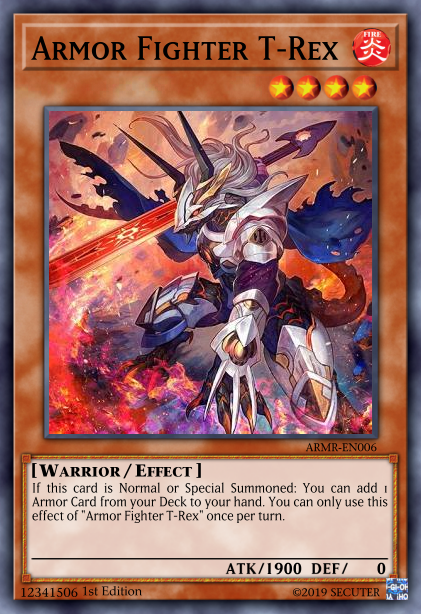 Armor Fighter T-Rex
FIRE
炎
ARMR-EN006
[Warrior/Effect]
If this card is Normal or Special Summoned: You can add 1
Armor Card from your Deck to your hand. You can only use this
effect of "Armor Fighter T-Rex" once per turn.
ATK/1900 DEF/ 0
12341506 1st Edition ©2019 SECUTER